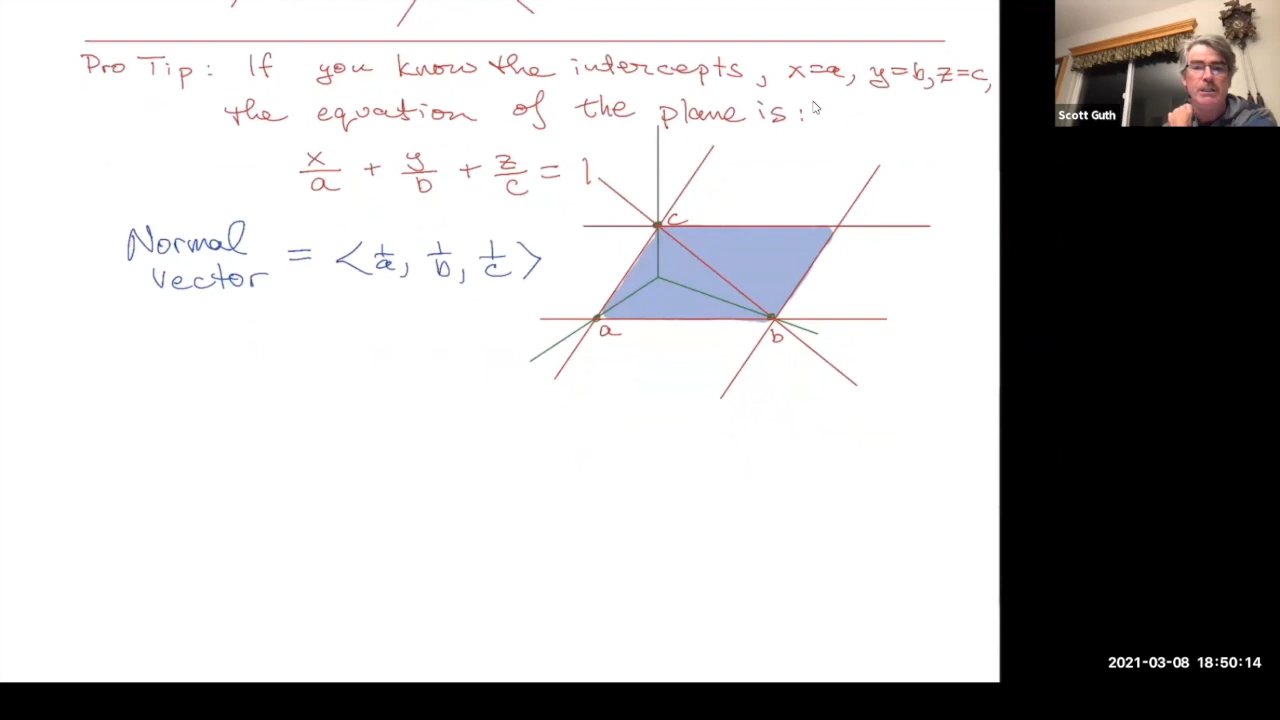 Pro Tip: If you know the intercepts, x=a, y=b, z=c,
the equation of the plane is:
x/a + y/b + z/c = 1
Normal vector = <1/a, 1/b, 1/c>
c
a
b
Scott Guth
2021-03-08 18:50:14